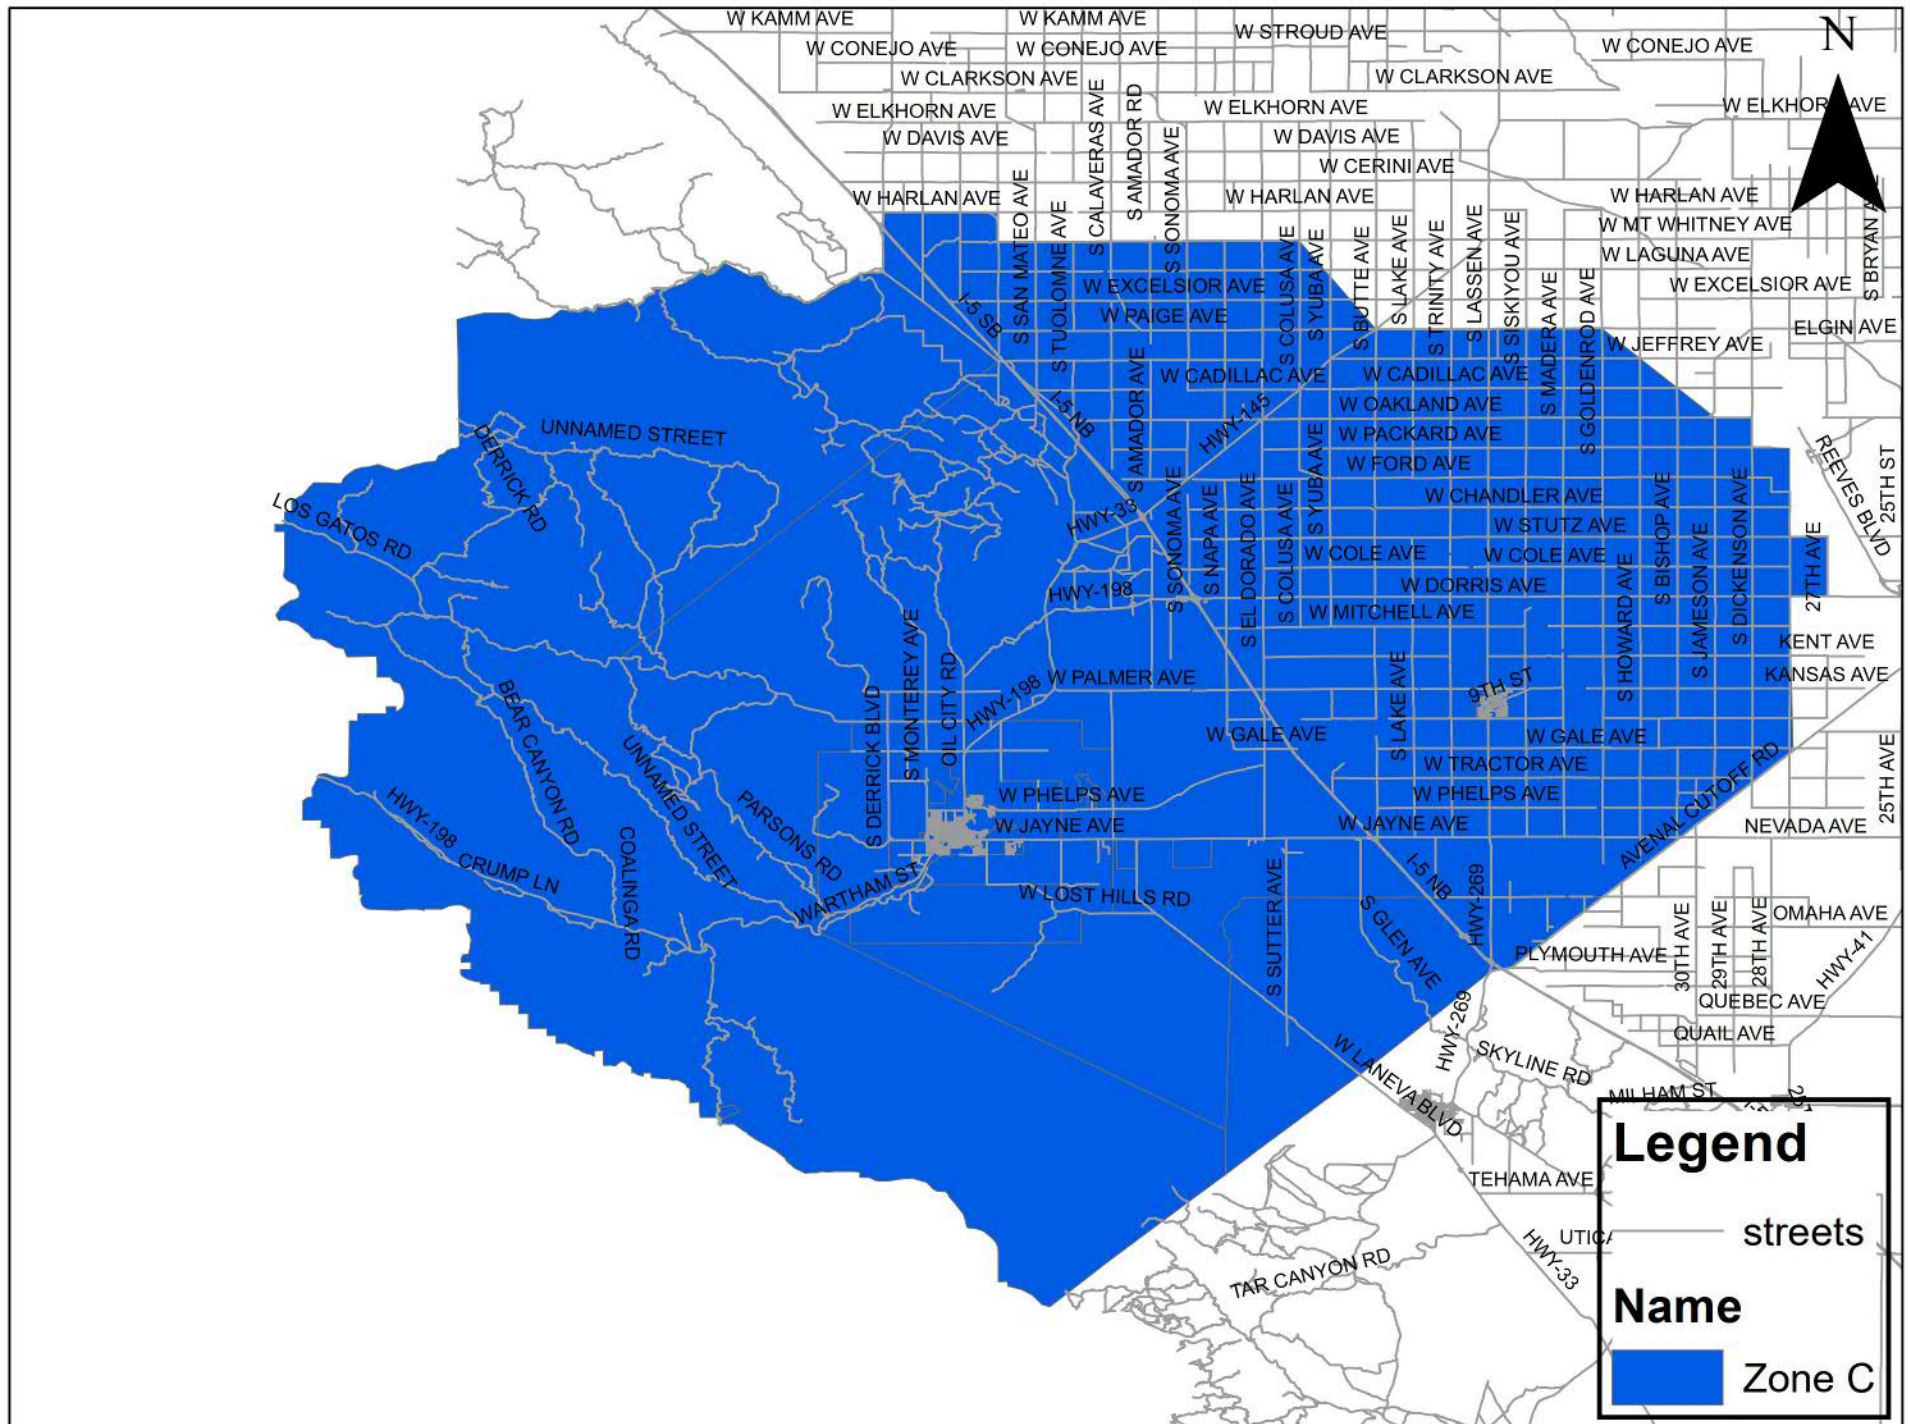 W KAMM AVE
W KAMM AVE
N
W STROUD AVE
W CONEJO AVE
W CONEJO AVE
W CONEJO AVE
W CLARKSON AVE
W CLARKSON AVE
W ELKHORN AVE
W ELKHORN AVE
W ELKHORN AVE
W DAVIS AVE
W DAVIS AVE
S CALAVERAS AVE
S AMADOR RD
S SONOMA AVE
W CERINI AVE
W HARLAN AVE
W HARLAN AVE
W HARLAN AVE
S SAN MATEO AVE
S TUOLOMNE AVE
W MT WHITNEY AVE
W LAGUNA AVE
S BRYAN A
W EXCELSIOR AVE
W EXCELSIOR AVE
S COLUSA AVE
S YUBA AVE
S BUTTE AVE
S LAKE AVE
S TRINITY AVE
S LASSEN AVE
S SISKIYOU AVE
S MADERA AVE
S GOLDENROD AVE
I-5 SB
W PAIGE AVE
ELGIN AVE
W JEFFREY AVE
W CADILLAC AVE
W CADILLAC AVE
I-5 NB
S AMADOR AVE
HWY-145
W OAKLAND AVE
W PACKARD AVE
UNNAMED STREET
DERRICK RD
W FORD AVE
S YUBA AVE
REEVES BLVD
25TH ST
W CHANDLER AVE
LOS GATOS RD
HWY-33
S SONOMA AVE
S NAPA AVE
S EL DORADO AVE
S COLUSA AVE
W STUTZ AVE
S BISHOP AVE
S JAMESON AVE
S DICKENSON AVE
27TH AVE
W COLE AVE
W COLE AVE
W DORRIS AVE
HWY-198
W MITCHELL AVE
S HOWARD AVE
KENT AVE
KANSAS AVE
S MONTEREY AVE
OIL CITY RD
HWY-198
W PALMER AVE
S LAKE AVE
9TH ST
S DERRICK BLVD
BEAR CANYON RD
UNNAMED STREET
W GALE AVE
W GALE AVE
W TRACTOR AVE
AVENAL CUTOFF RD
25TH AVE
HWY-198
PARSONS RD
W PHELPS AVE
W PHELPS AVE
W JAYNE AVE
W JAYNE AVE
NEVADA AVE
CRUMP LN
COALINGA RD
WARTHAM ST
W LOST HILLS RD
S SUTTER AVE
S GLEN AVE
I-5 NB
HWY-269
OMAHA AVE
30TH AVE
29TH AVE
28TH AVE
HWY-41
PLYMOUTH AVE
QUEBEC AVE
HWY-269
QUAIL AVE
W LANEVA BLVD
SKYLINE RD
MILHAM ST
TEHAMA AVE
UTICA
HWY-33
TAR CANYON RD
Legend
streets
Name
Zone C